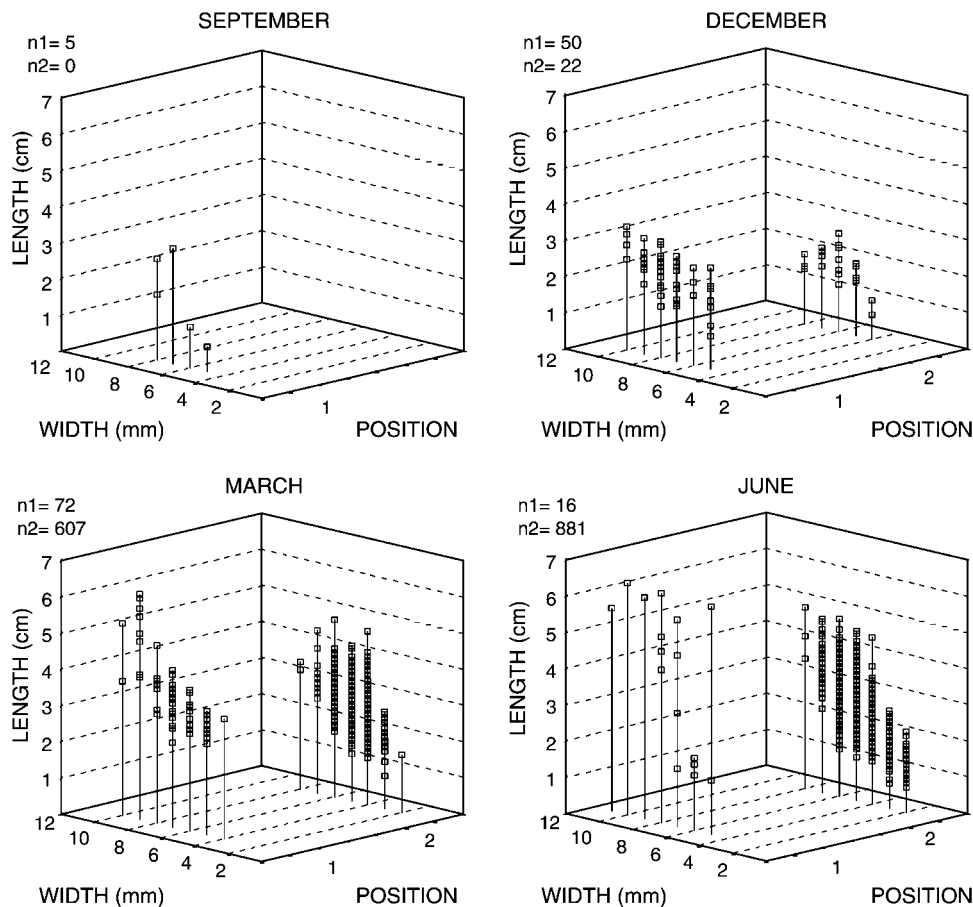 SEPTEMBER
n1= 5
n2= 0
7
6
5
4
3
2
1
LENGTH (cm)
12
10
8
6
4
2
1
WIDTH (mm)
POSITION
DECEMBER
n1= 50
n2= 22
7
6
5
4
3
2
1
LENGTH (cm)
12
10
8
6
4
2
1
2
WIDTH (mm)
POSITION
MARCH
n1= 72
n2= 607
7
6
5
4
3
2
1
LENGTH (cm)
12
10
8
6
4
2
1
2
WIDTH (mm)
POSITION
JUNE
n1= 16
n2= 881
7
6
5
4
3
2
1
LENGTH (cm)
12
10
8
6
4
2
1
2
WIDTH (mm)
POSITION